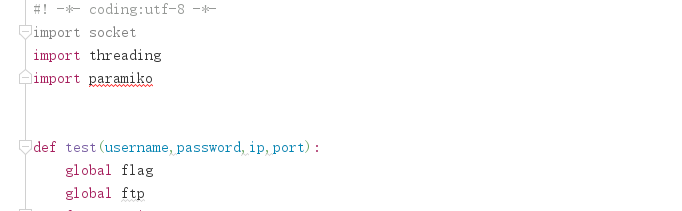 #! -*- coding:utf-8 -*-
import socket
import threading
import paramiko
def test(username,password,ip,port):
global flag
global ftp